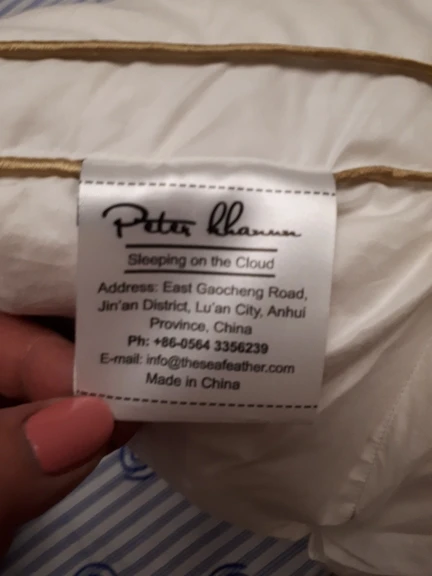 Peter Khanun
Sleeping on the Cloud
Address: East Gaocheng Road,
Jin'an District, Lu'an City, Anhui
Province, China
Ph: +86-0564 3356239
E-mail: info@theseafeather.com
Made in China